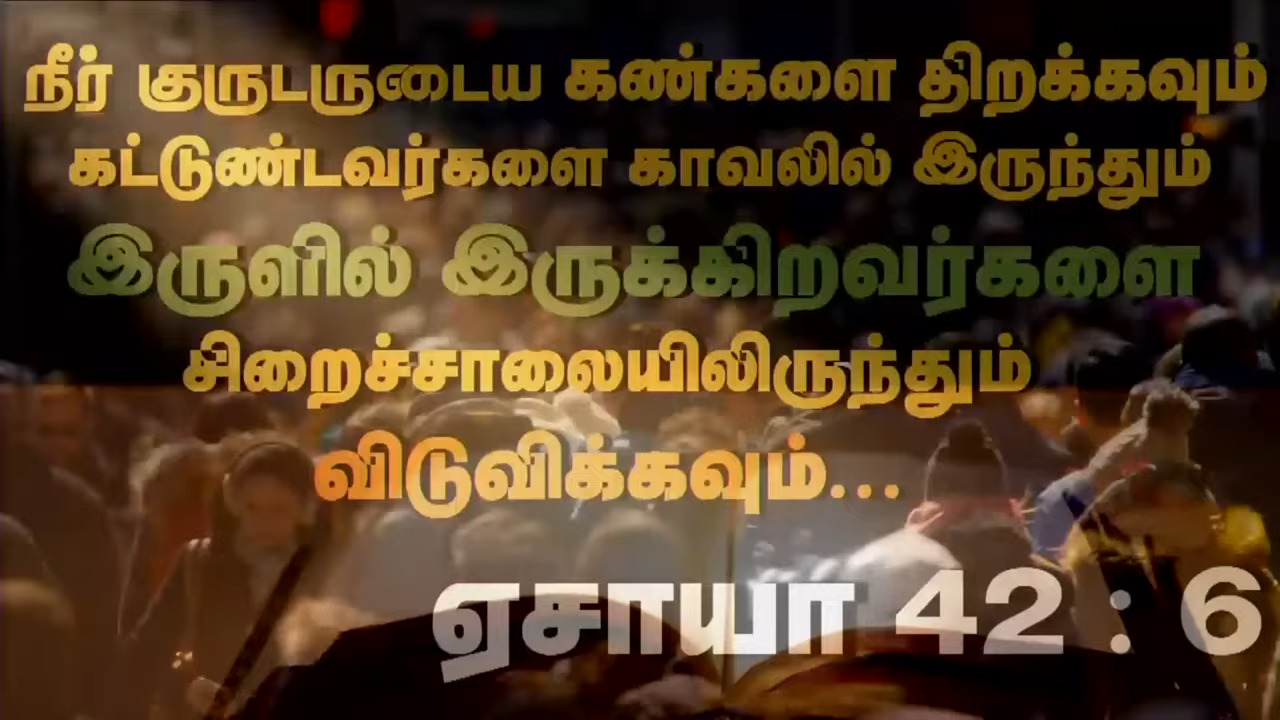 நீர் குருடருடைய கண்களை திறக்கவும்
கட்டுண்டவர்களை காவலில் இருந்தும்
இருளில் இருக்கிறவர்களை
சிறைச்சாலையிலிருந்தும்
விடுவிக்கவும்...
ஏசாயா 42 : 6